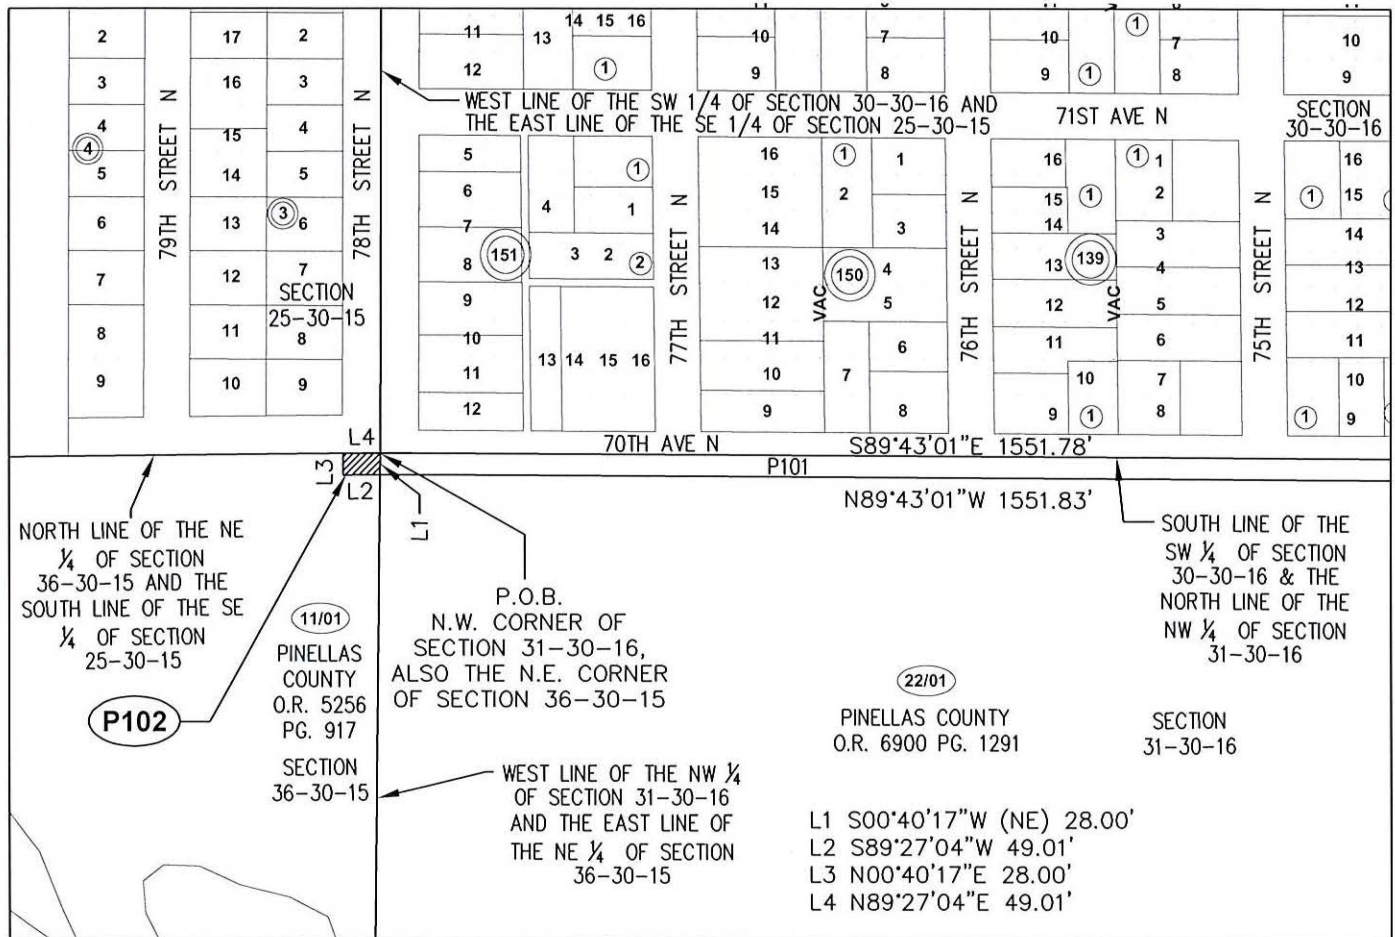 2
17
2
11
13
14 15 16
10
7
10
1
7
10
3
16
3
12
1
9
8
9
1
8
9
WEST LINE OF THE SW 1/4 OF SECTION 30-30-16 AND
THE EAST LINE OF THE SE 1/4 OF SECTION 25-30-15
71ST AVE N
SECTION
30-30-16
79TH STREET N
78TH STREET N
77TH STREET N
76TH STREET N
75TH STREET N
4
4
15
4
5
14
5
6
13
3
6
7
12
7
SECTION
25-30-15
8
11
8
9
10
9
5
6
7
8
9
10
11
12
151
4
1
1
3
2
2
13
14
15
16
16
15
14
13
12
11
10
9
1
2
1
3
150
4
5
VAC
6
7
8
16
15
14
13
12
11
10
9
1
1
139
VAC
1
1
2
3
4
5
6
7
8
16
1
15
14
13
12
11
10
1
9
L4
70TH AVE N
S89°43'01"E 1551.78'
L3
L2
L1
P101
N89°43'01"W 1551.83'
NORTH LINE OF THE NE
¼ OF SECTION
36-30-15 AND THE
SOUTH LINE OF THE SE
¼ OF SECTION
25-30-15
P102
11/01
PINELLAS
COUNTY
O.R. 5256
PG. 917
SECTION
36-30-15
P.O.B.
N.W. CORNER OF
SECTION 31-30-16,
ALSO THE N.E. CORNER
OF SECTION 36-30-15
SOUTH LINE OF THE
SW ¼ OF SECTION
30-30-16 & THE
NORTH LINE OF THE
NW ¼ OF SECTION
31-30-16
22/01
PINELLAS COUNTY
O.R. 6900 PG. 1291
SECTION
31-30-16
WEST LINE OF THE NW ¼
OF SECTION 31-30-16
AND THE EAST LINE OF
THE NE ¼ OF SECTION
36-30-15
L1 S00°40'17"W (NE) 28.00'
L2 S89°27'04"W 49.01'
L3 N00°40'17"E 28.00'
L4 N89°27'04"E 49.01'